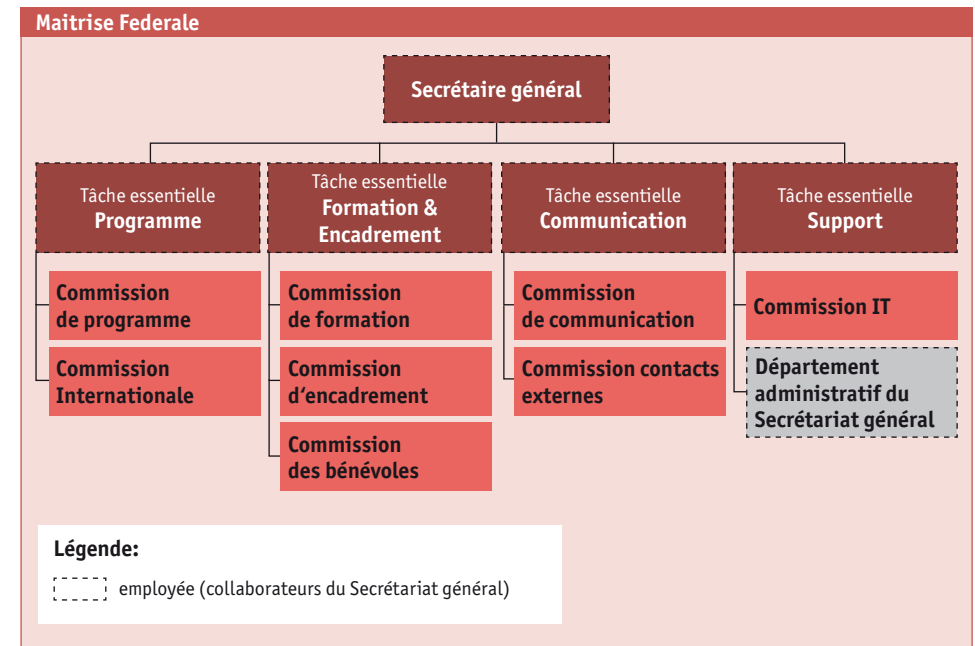 Maitrise Federale
Secrétaire général
Tâche essentielle
Programme
Tâche essentielle
Formation &
Encadrement
Tâche essentielle
Communication
Tâche essentielle
Support
Commission
de programme
Commission
Internationale
Commission
de formation
Commission
d‘encadrement
Commission
des bénévoles
Commission
de communication
Commission contacts
externes
Commission IT
Département
administratif du
Secrétariat général
Légende:
employée (collaborateurs du Secrétariat général)